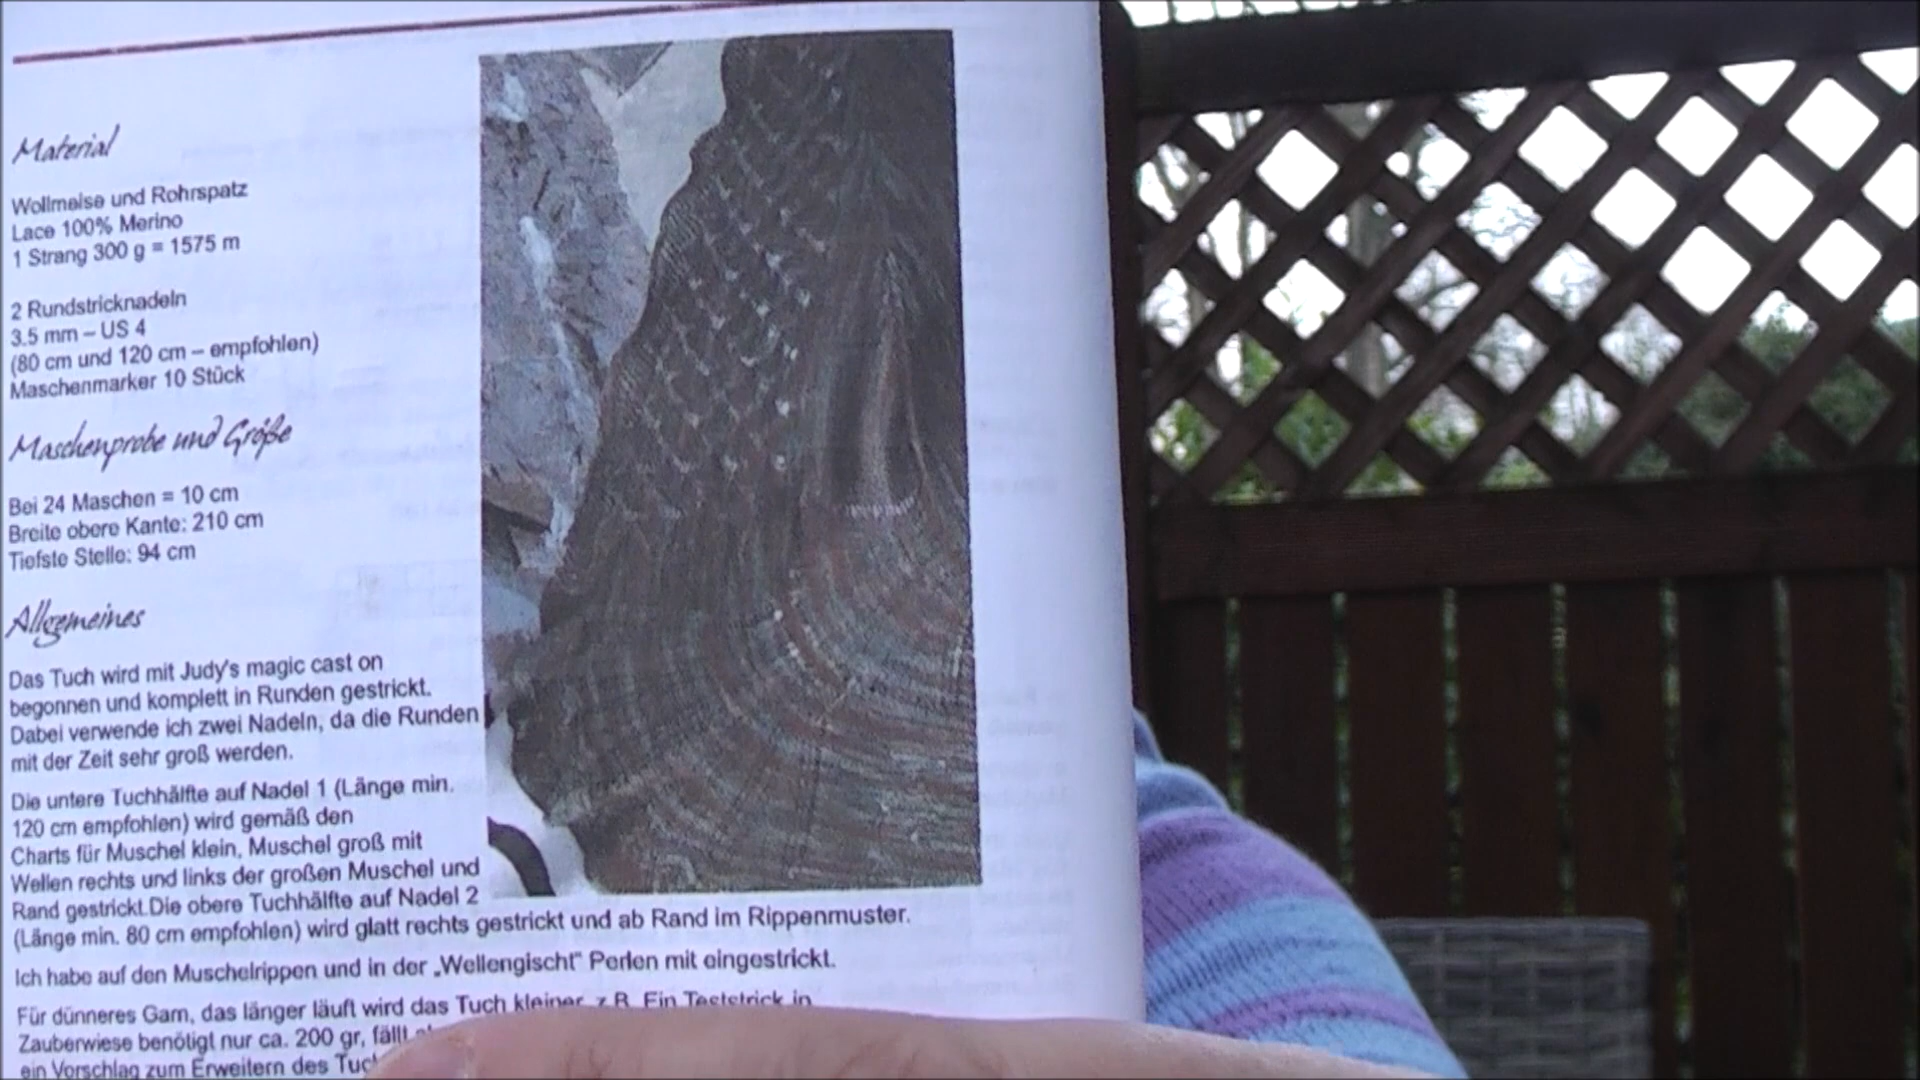 Material
Wollmeise und Rohrspatz
Lace 100% Merino
1 Strang 300 g = 1575 m
2 Rundstricknadeln
3.5 mm – US 4
(80 cm und 120 cm – empfohlen)
Maschenmarker 10 Stück
Maschenprobe und Größe
Bei 24 Maschen = 10 cm
Breite obere Kante: 210 cm
Tiefste Stelle: 94 cm
Allgemeines
Das Tuch wird mit Judy's magic cast on
begonnen und komplett in Runden gestrickt.
Dabei verwende ich zwei Nadeln, da die Runden
mit der Zeit sehr groß werden.
Die untere Tuchhälfte auf Nadel 1 (Länge min.
120 cm empfohlen) wird gemäß den
Charts für Muschel klein, Muschel groß mit
Wellen rechts und links der großen Muschel und
Rand gestrickt.Die obere Tuchhälfte auf Nadel 2
(Länge min. 80 cm empfohlen) wird glatt rechts gestrickt und ab Rand im Rippenmuster.
Ich habe auf den Muschelrippen und in der „Wellengischt“ Perlen mit eingestrickt.
Für dünneres Garn, das länger läuft wird das Tuch kleiner, z.B. Ein Teststrick in
Zauberwiese benötigt nur ca. 200 gr, fällt
ein Vorschlag zum Erweitern des